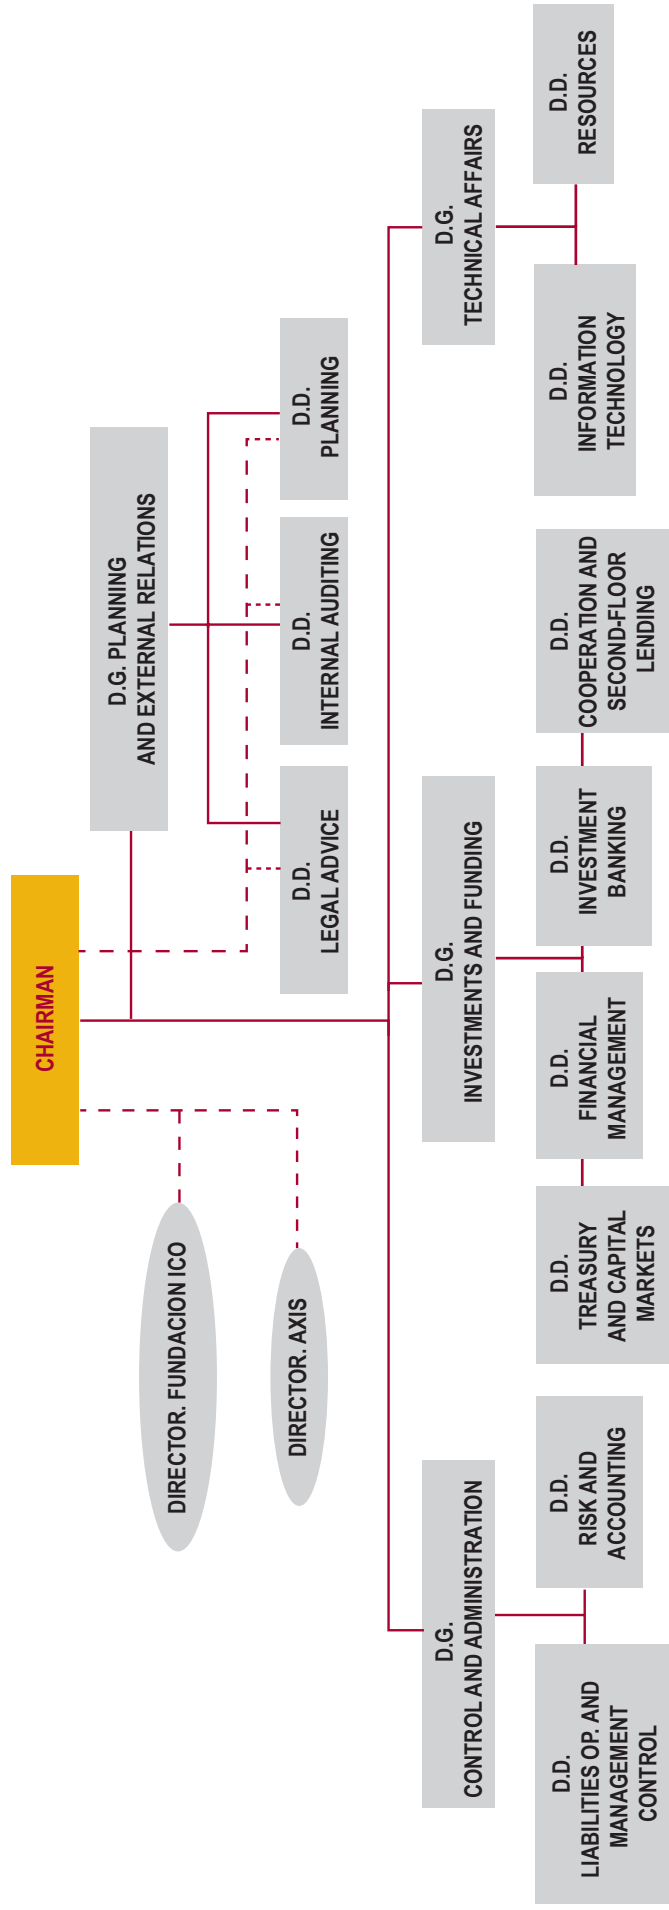 CHAIRMAN
D.G. PLANNING
AND EXTERNAL RELATIONS
DIRECTOR. FUNDACION ICO
DIRECTOR. AXIS
D.D.
LEGAL ADVICE
D.D.
INTERNAL AUDITING
D.D.
PLANNING
D.G.
CONTROL AND ADMINISTRATION
D.G.
INVESTMENTS AND FUNDING
D.G.
TECHNICAL AFFAIRS
D.D.
LIABILITIES OP. AND
MANAGEMENT
CONTROL
D.D.
RISK AND
ACCOUNTING
D.D.
TREASURY
AND CAPITAL
MARKETS
D.D.
FINANCIAL
MANAGEMENT
D.D.
INVESTMENT
BANKING
D.D.
COOPERATION AND
SECOND-FLOOR
LENDING
D.D.
INFORMATION
TECHNOLOGY
D.D.
RESOURCES